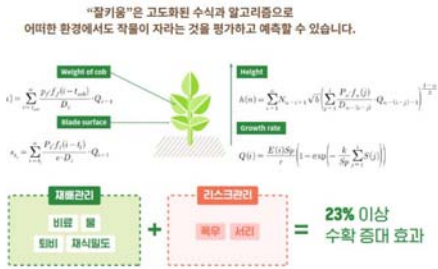 "잘키움"은 고도화된 수식과 알고리즘으로
어떠한 환경에서도 작물이 자라는 것을 평가하고 예측할 수 있습니다.
Weight of cob
Height
Blade surface
Growth rate
재배관리
리스크관리
비료 물
퇴비 재식밀도
+
폭우 서리
=
23% 이상
수확 증대 효과